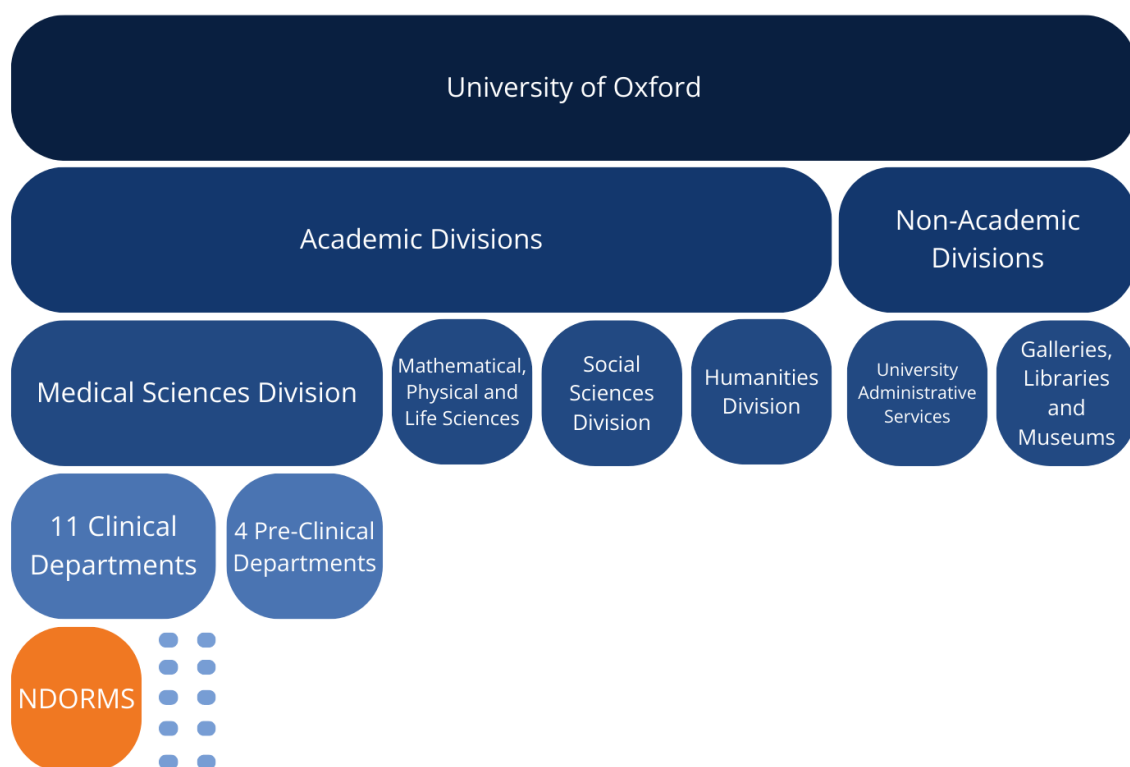 University of Oxford
Academic Divisions
Non-Academic
Divisions
Medical Sciences Division
Mathematical,
Physical and
Life Sciences
Social
Sciences
Division
Humanities
Division
University
Administrative
Services
Galleries,
Libraries
and
Museums
11 Clinical
Departments
4 Pre-Clinical
Departments
NDORMS